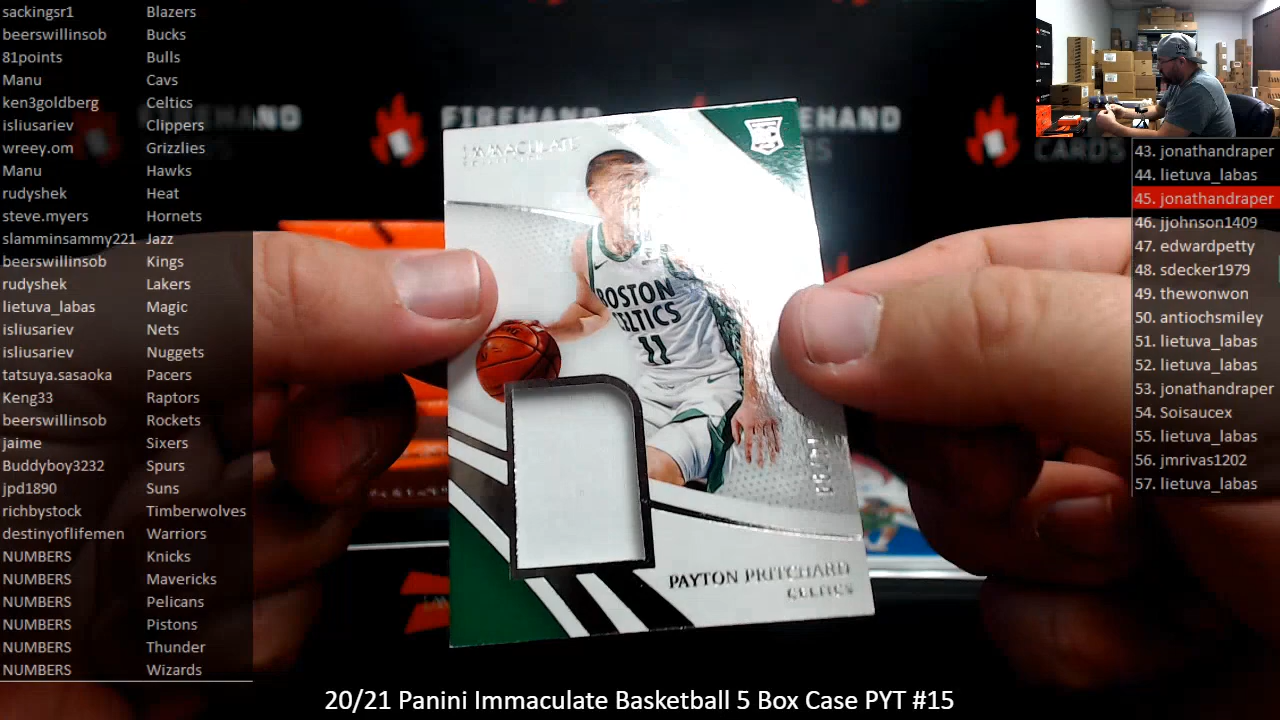 sackingsr1 Blazers
beerswillinsob Bucks
81points Bulls
Manu Cavs
ken3goldberg Celtics
isliusariev Clippers
wreey.om Grizzlies
Manu Hawks
rudyshek Heat
steve.myers Hornets
slamminsammy221 Jazz
beerswillinsob Kings
rudyshek Lakers
lietuva_labas Magic
isliusariev Nets
isliusariev Nuggets
tatsuya.sasaoka Pacers
Keng33 Raptors
beerswillinsob Rockets
jaime Sixers
Buddyboy3232 Spurs
jpd1890 Suns
richbystock Timberwolves
destinyoflifemen Warriors
NUMBERS Knicks
NUMBERS Mavericks
NUMBERS Pelicans
NUMBERS Pistons
NUMBERS Thunder
NUMBERS Wizards
FIREHAND
FIREHAND
CARDS
IMMACULATE
BOSTON
CELTICS
11
PAYTON PRITCHARD
CELTICS
43. jonathandraper
44. lietuva_labas
45. jonathandraper
46. jjohnson1409
47. edwardpetty
48. sdecker1979
49. thewonwon
50. antiochsmiley
51. lietuva_labas
52. lietuva_labas
53. jonathandraper
54. Soisaucex
55. lietuva_labas
56. jmrivas1202
57. lietuva_labas
20/21 Panini Immaculate Basketball 5 Box Case PYT #15